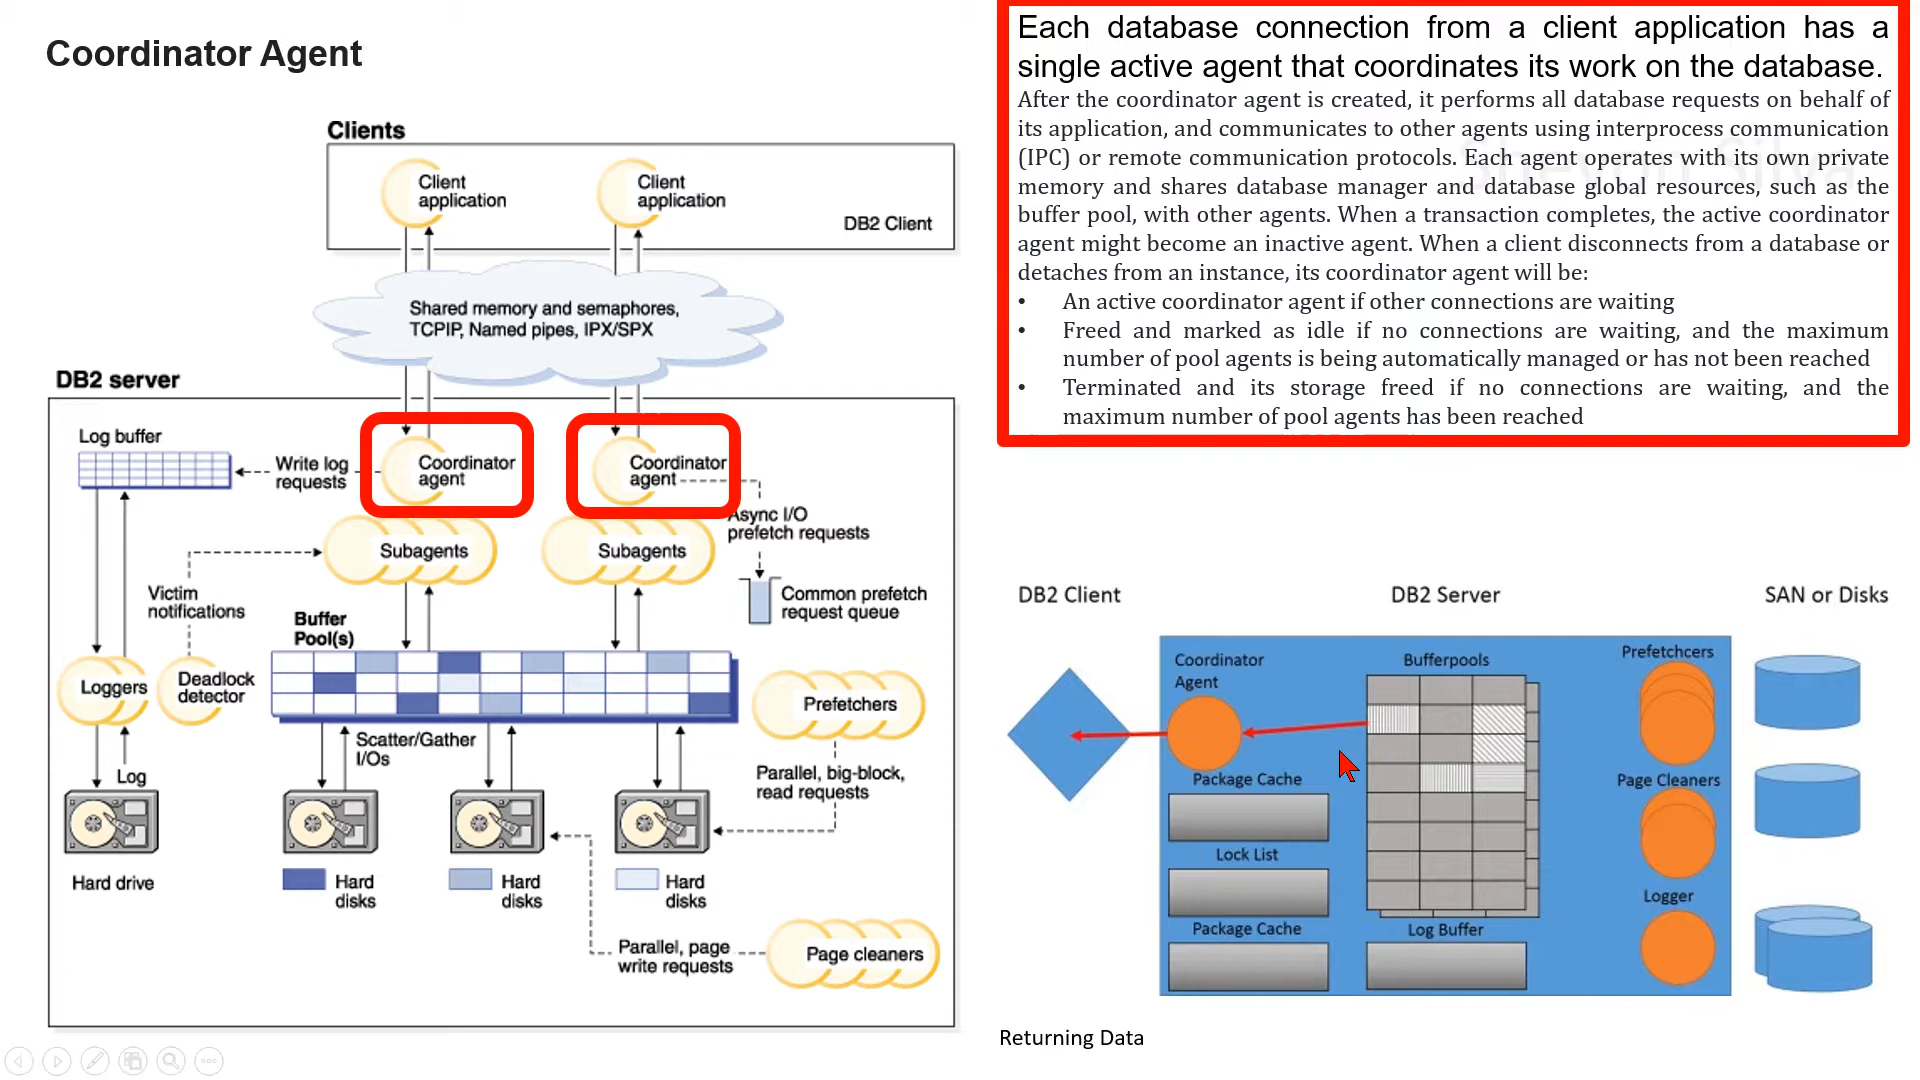 Coordinator Agent
Each database connection from a client application has a
single active agent that coordinates its work on the database.
After the coordinator agent is created, it performs all database requests on behalf of
its application, and communicates to other agents using interprocess communication
(IPC) or remote communication protocols. Each agent operates with its own private
memory and shares database manager and database global resources, such as the
buffer pool, with other agents. When a transaction completes, the active coordinator
agent might become an inactive agent. When a client disconnects from a database or
detaches from an instance, its coordinator agent will be:
• An active coordinator agent if other connections are waiting
• Freed and marked as idle if no connections are waiting, and the maximum
number of pool agents is being automatically managed or has not been reached
• Terminated and its storage freed if no connections are waiting, and the
maximum number of pool agents has been reached
Clients
Client
application
Client
application
DB2 Client
Shared memory and semaphores,
TCPIP, Named pipes, IPX/SPX
DB2 server
Log buffer
Write log
requests
Coordinator
agent
Coordinator
agent
Async I/O
prefetch requests
Subagents
Subagents
Victim
notifications
Common prefetch
request queue
Buffer
Pool(s)
Loggers
Deadlock
detector
Prefetchers
Scatter/Gather
I/Os
Log
Parallel, big-block,
read requests
Hard drive
Hard
disks
Hard
disks
Hard
disks
Parallel, page
write requests
Page cleaners
DB2 Client
DB2 Server
SAN or Disks
Coordinator
Agent
Bufferpools
Prefetchcers
Package Cache
Page Cleaners
Lock List
Logger
Package Cache
Log Buffer
Returning Data